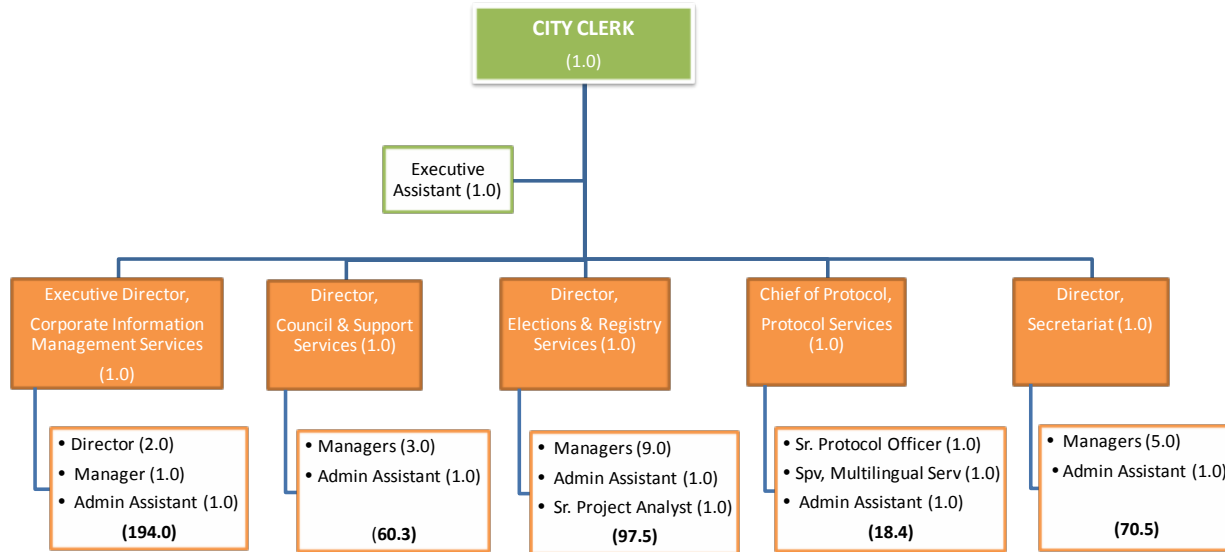 CITY CLERK
(1.0)
Executive
Assistant (1.0)
Executive Director,
Corporate Information
Management Services
(1.0)
Director,
Council & Support
Services (1.0)
Director,
Elections & Registry
Services (1.0)
Chief of Protocol,
Protocol Services
(1.0)
Director,
Secretariat (1.0)
• Director (2.0)
• Manager (1.0)
• Admin Assistant (1.0)
(194.0)
• Managers (3.0)
• Admin Assistant (1.0)
(60.3)
• Managers (9.0)
• Admin Assistant (1.0)
• Sr. Project Analyst (1.0)
(97.5)
• Sr. Protocol Officer (1.0)
• Spv, Multilingual Serv (1.0)
• Admin Assistant (1.0)
(18.4)
• Managers (5.0)
• Admin Assistant (1.0)
(70.5)